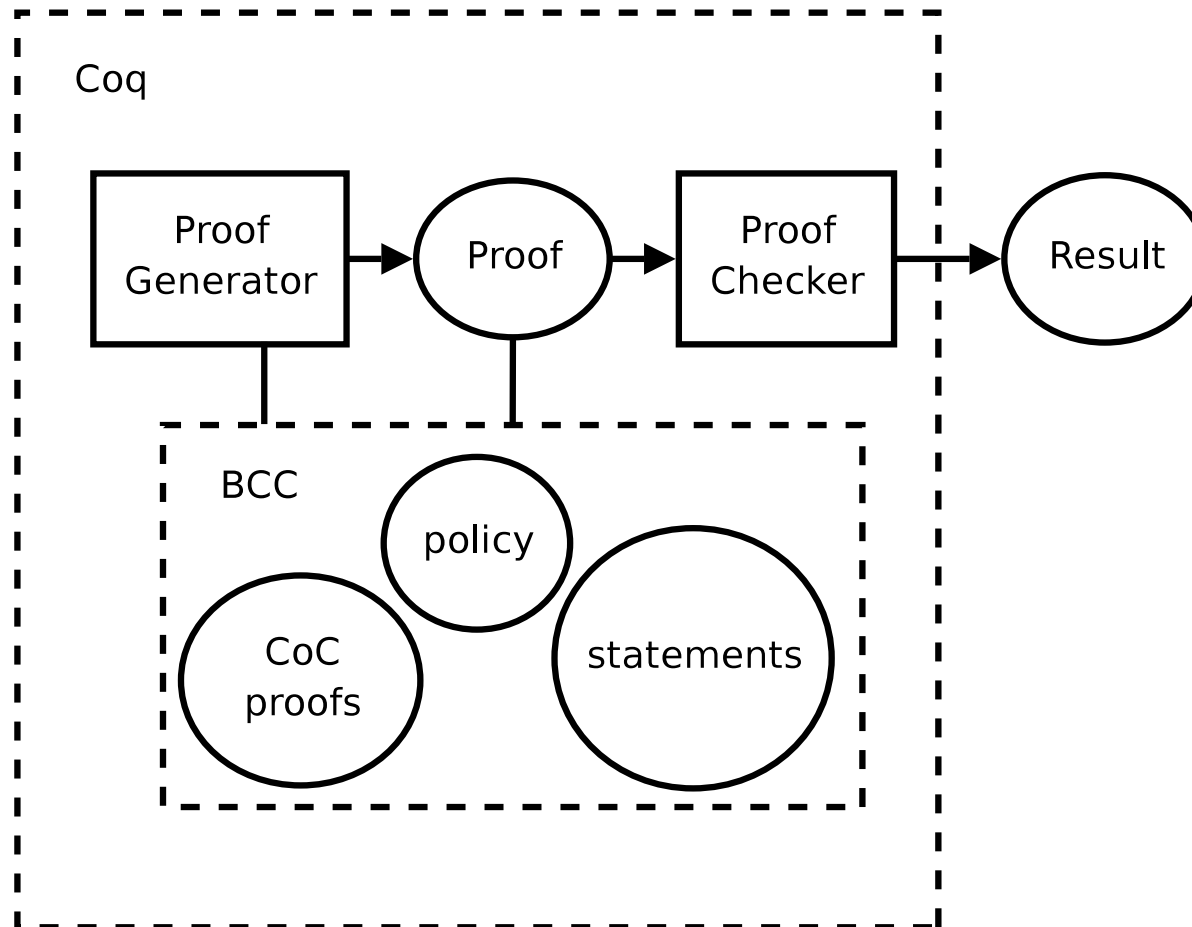 Coq
Proof
Generator
Proof
Proof
Checker
Result
BCC
policy
CoC
proofs
statements